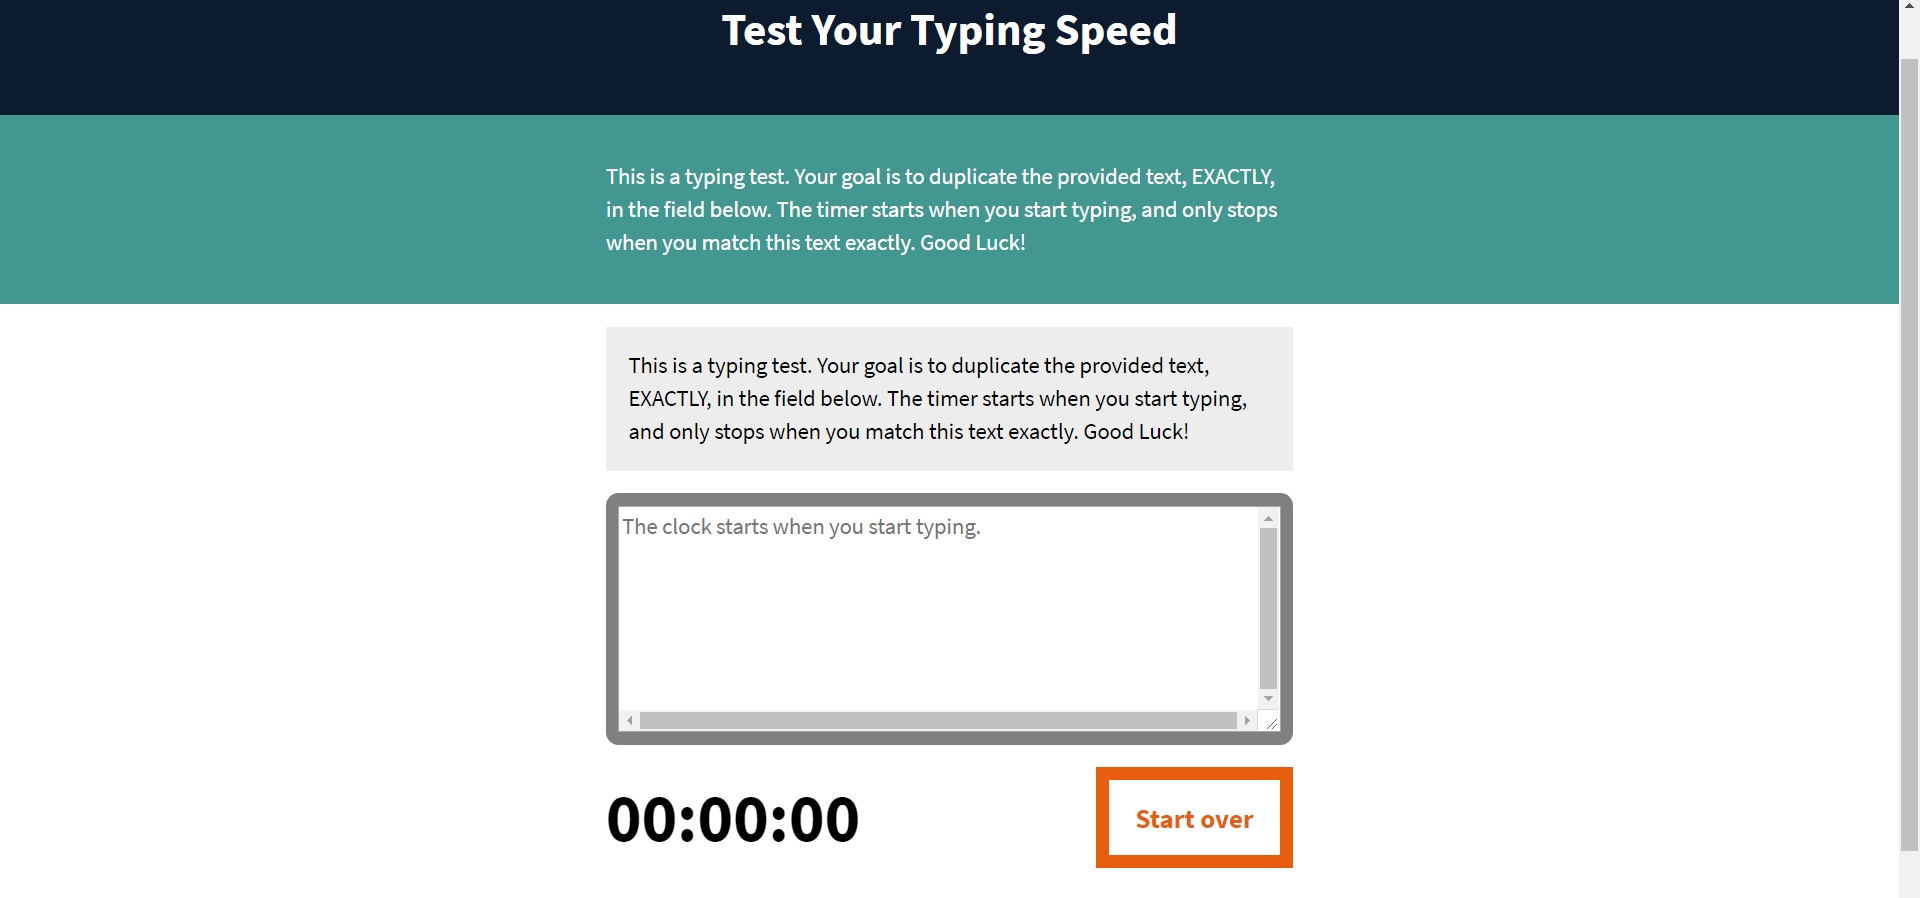 Test Your Typing Speed
This is a typing test. Your goal is to duplicate the provided text, EXACTLY,
in the field below. The timer starts when you start typing, and only stops
when you match this text exactly. Good Luck!
This is a typing test. Your goal is to duplicate the provided text,
EXACTLY, in the field below. The timer starts when you start typing,
and only stops when you match this text exactly. Good Luck!
The clock starts when you start typing.
00:00:00
Start over